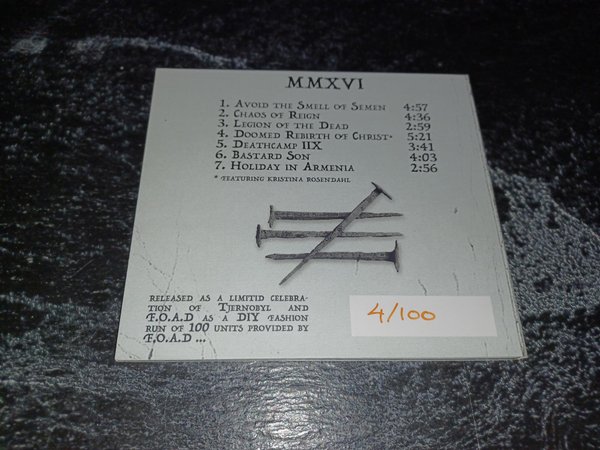 MMXVI
1. Avoid the Smell of Semen 4:57
2. Chaos of Reign 4:36
3. Legion of the Dead 2:59
4. Doomed Rebirth of Christ* 5:21
5. Deathcamp IIX 3:41
6. Bastard Son 4:03
7. Holiday in Armenia 2:56
* featuring Kristina Rosendahl
Released as a limitid celebra-
tion of Tjernobyl and
F.O.A.D as a DIY fashion
run of 100 units provided by
F.O.A.D ...
4/100